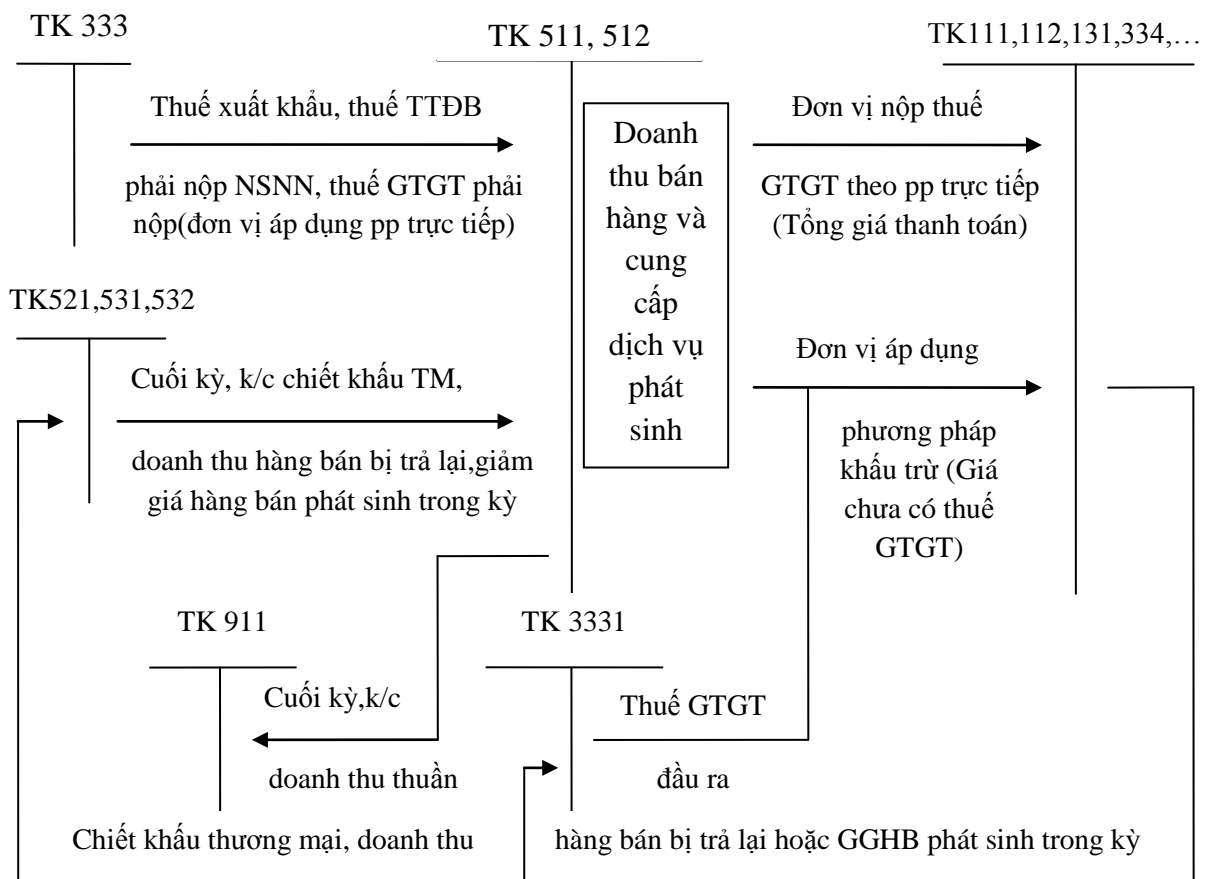 TK 333
TK 511, 512
TK111,112,131,334,…
Thuế xuất khẩu, thuế TTĐB
phải nộp NSNN, thuế GTGT phải
nộp(đơn vị áp dụng pp trực tiếp)
Doanh
thu bán
hàng và
cung
cấp
dịch vụ
phát
sinh
Đơn vị nộp thuế
GTGT theo pp trực tiếp
(Tổng giá thanh toán)
TK521,531,532
Cuối kỳ, k/c chiết khấu TM,
doanh thu hàng bán bị trả lại,giảm
giá hàng bán phát sinh trong kỳ
Đơn vị áp dụng
phương pháp
khấu trừ (Giá
chưa có thuế
GTGT)
TK 911
TK 3331
Cuối kỳ,k/c
doanh thu thuần
Thuế GTGT
đầu ra
Chiết khấu thương mại, doanh thu hàng bán bị trả lại hoặc GGHB phát sinh trong kỳ